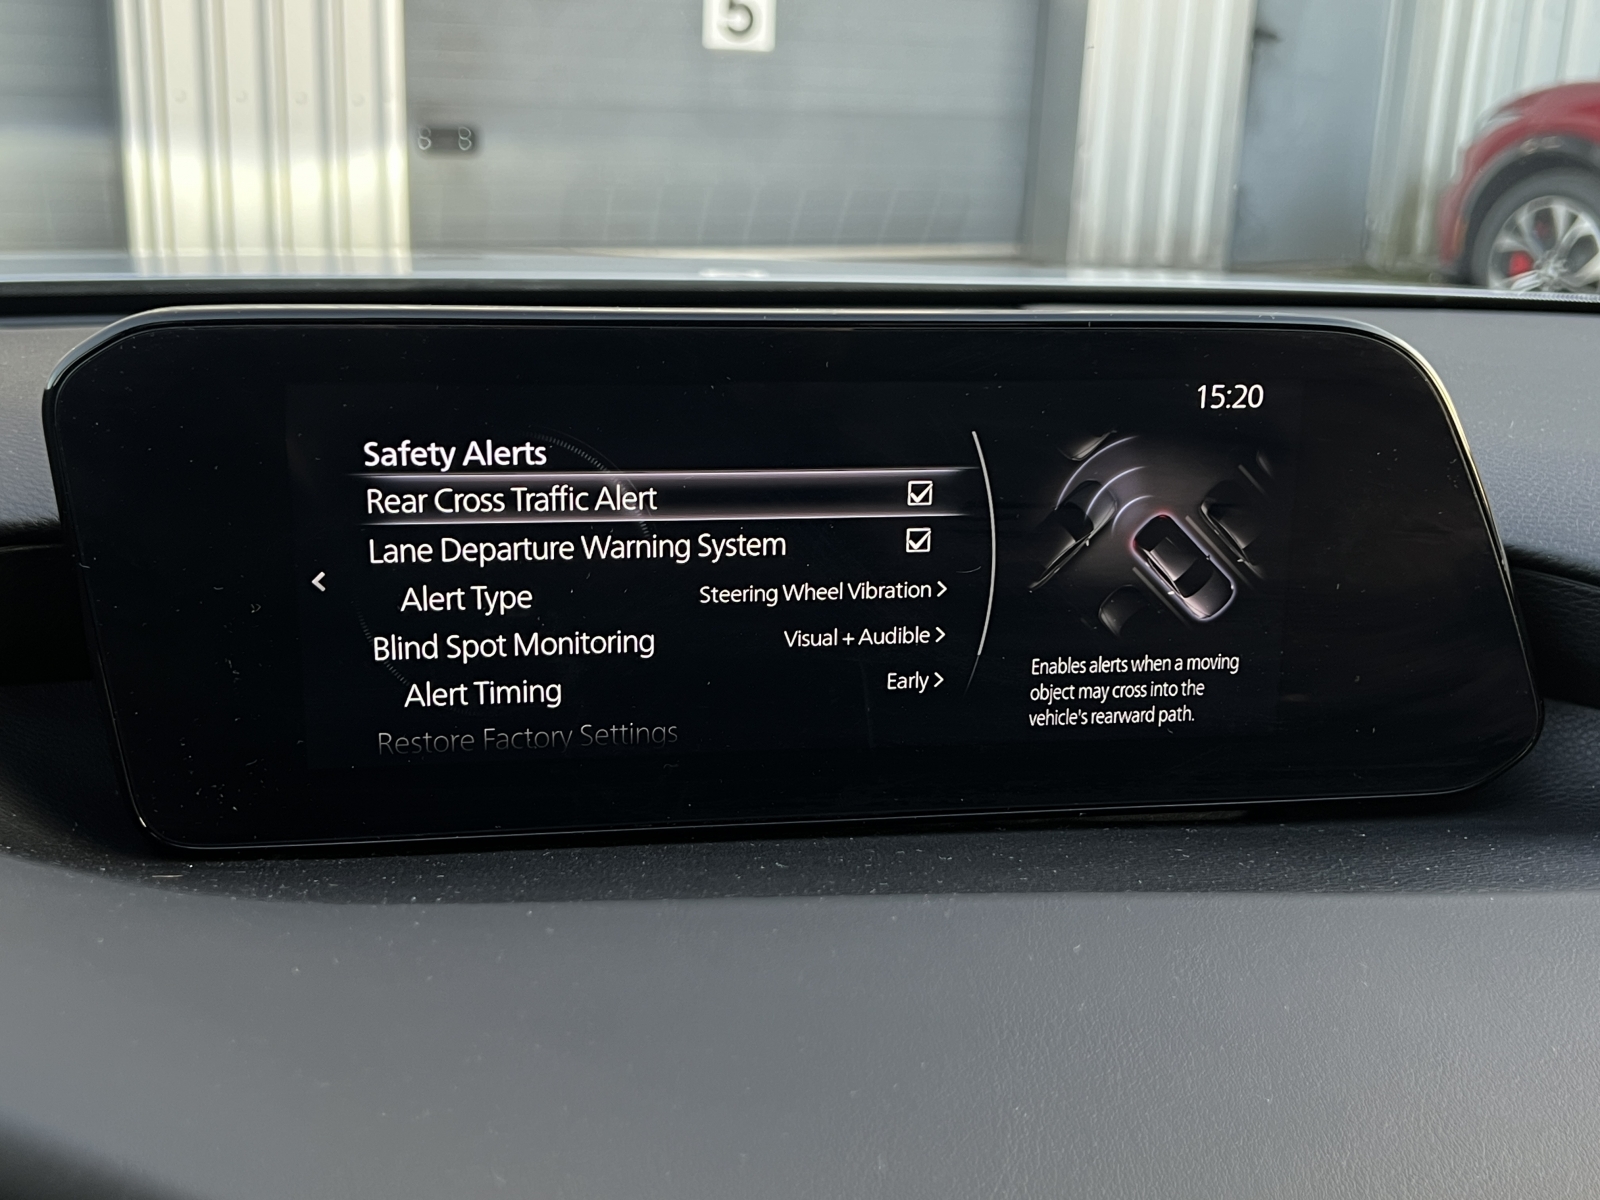 5
15:20
Safety Alerts
Rear Cross Traffic Alert
Lane Departure Warning System
Alert Type Steering Wheel Vibration >
Blind Spot Monitoring Visual + Audible >
Alert Timing Early >
Restore Factory Settings
Enables alerts when a moving
object may cross into the
vehicle's rearward path.